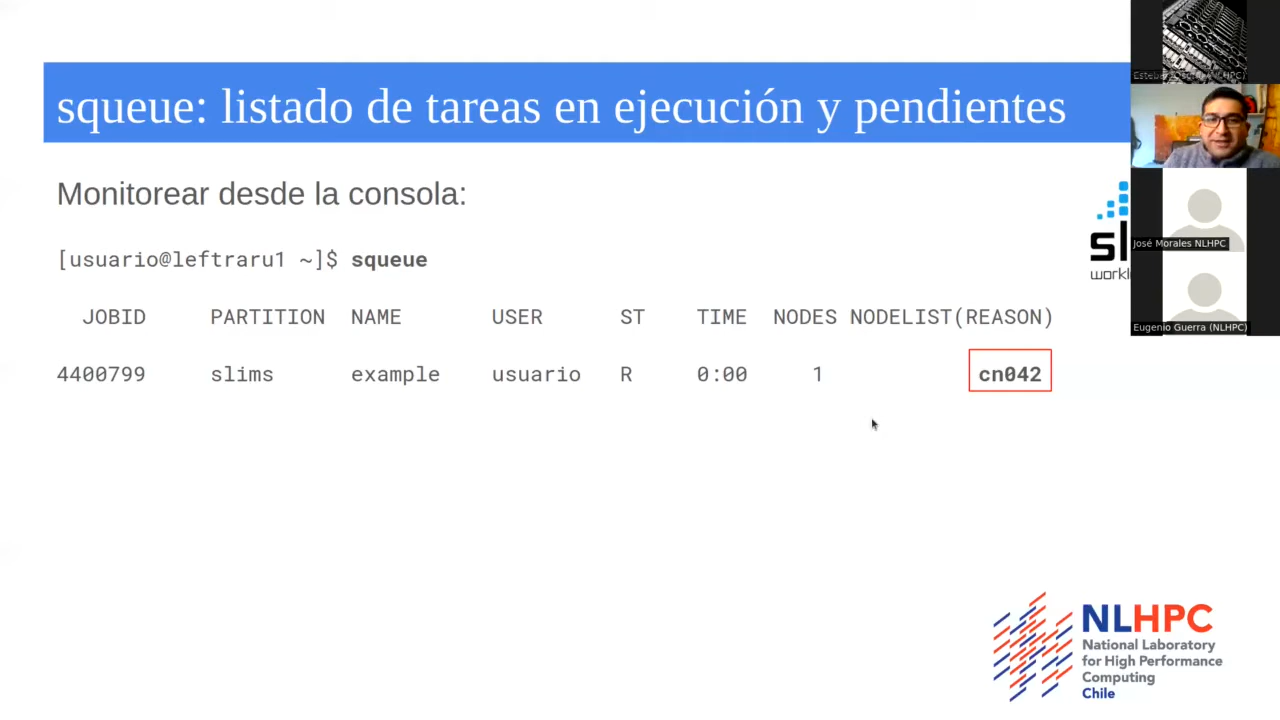 squeue: listado de tareas en ejecución y pendientes
Monitorear desde la consola:
[usuario@leftraru1 ~]$ squeue
JOBID PARTITION NAME USER ST TIME NODES NODELIST(REASON)
4400799 slims example usuario R 0:00 1 cn042
José Morales NLHPC
Eugenio Guerra (NLHPC)
NLHPC
National Laboratory
for High Performance
Computing
Chile